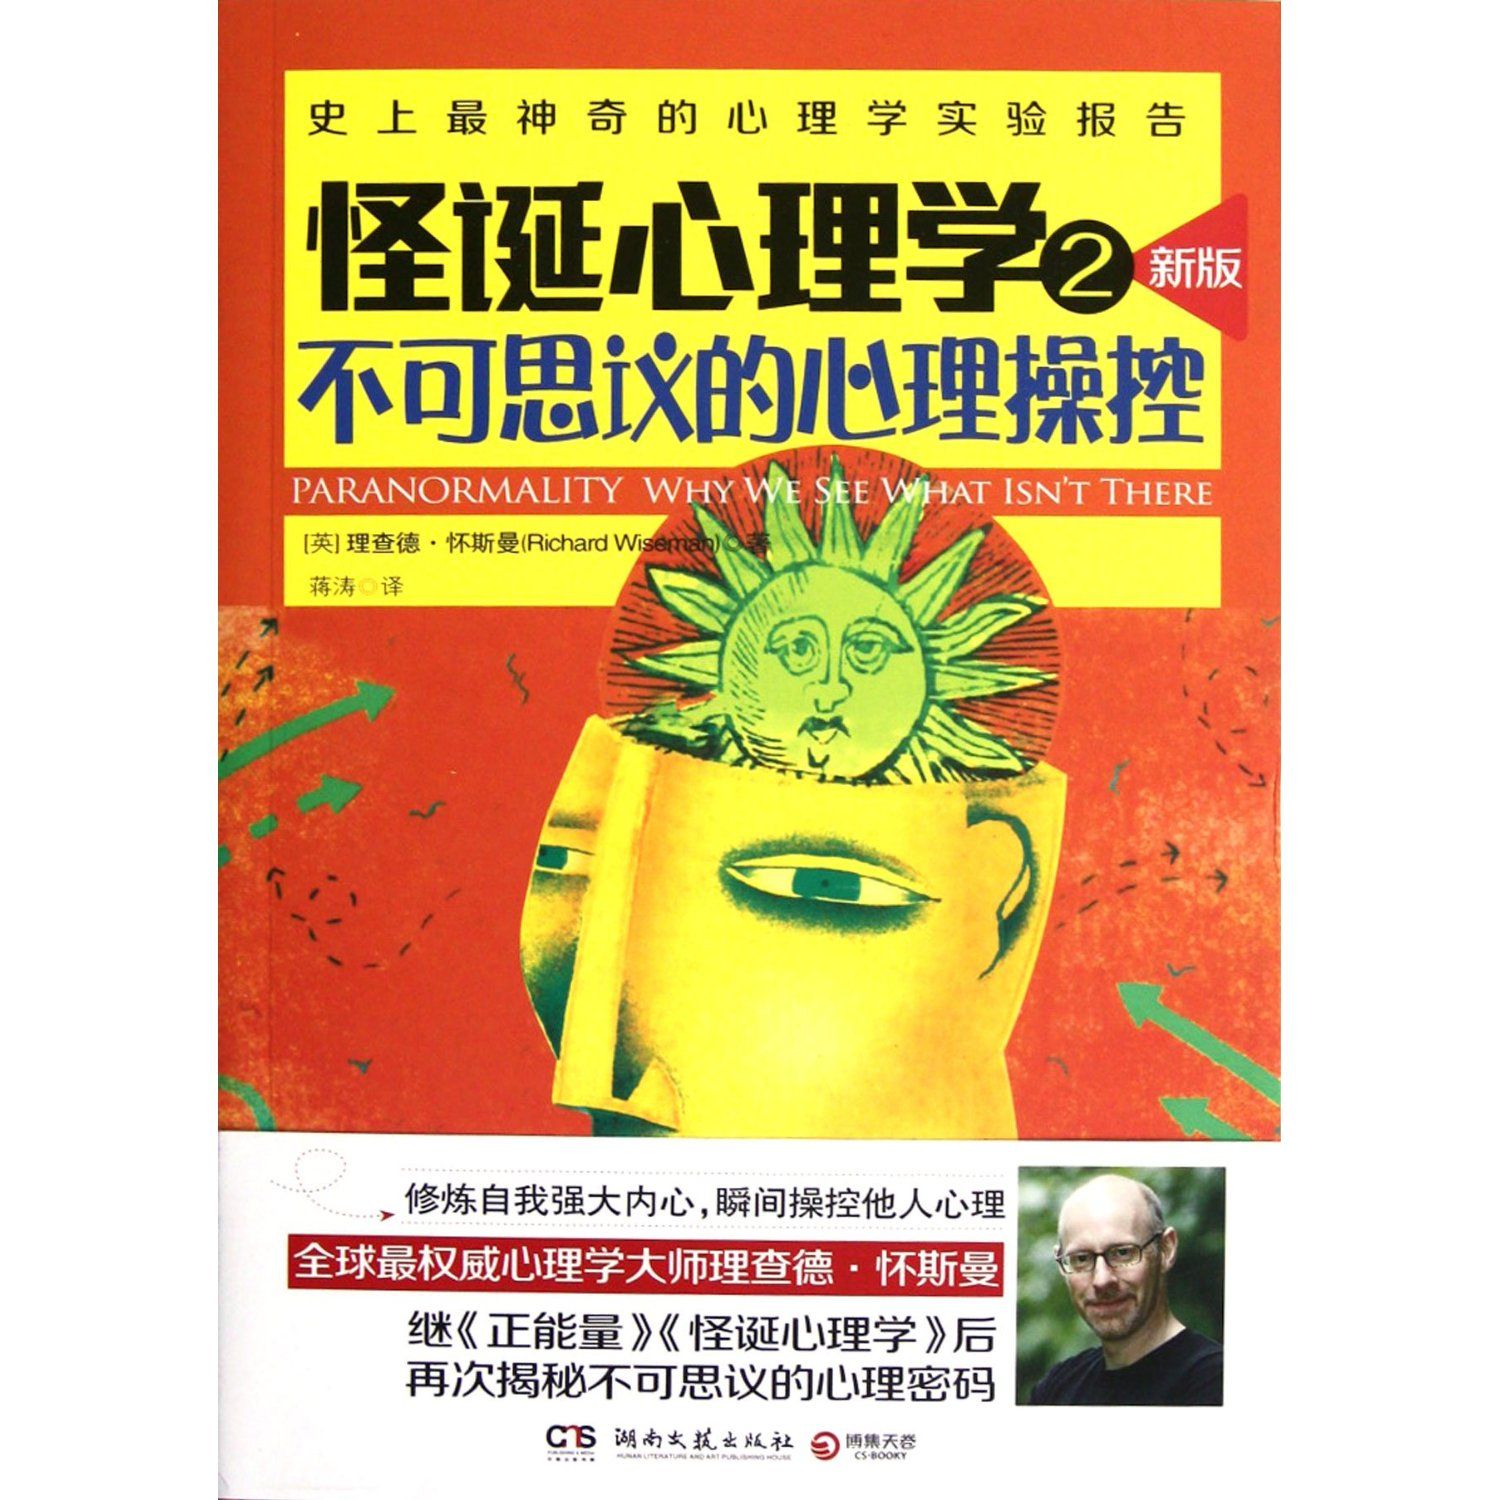 史上最神奇的心理学实验报告
怪诞心理学2
新版
不可思议的心理操控
PARANORMALITY WHY WE SEE WHAT ISN'T THERE
[英] 理查德·怀斯曼(Richard Wiseman)◎著
蒋涛◎译
修炼自我强大内心，瞬间操控他人心理
全球最权威心理学大师理查德·怀斯曼
继《正能量》《怪诞心理学》后
再次揭秘不可思议的心理密码
湖南文艺出版社
HUNAN LITERATURE AND ART PUBLISHING HOUSE
博集天卷
CS-BOOKY